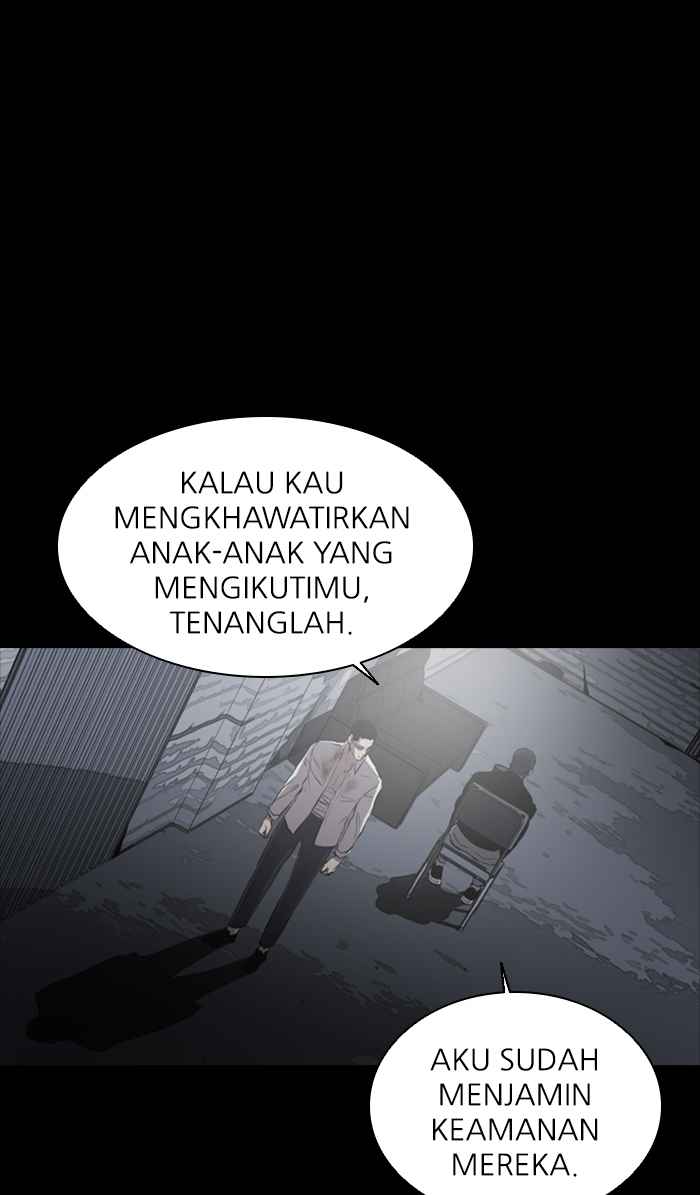 KALAU KAU
MENGKHAWATIRKAN
ANAK-ANAK YANG
MENGIKUTIMU,
TENANGLAH.
AKU SUDAH
MENJAMIN
KEAMANAN
MEREKA.